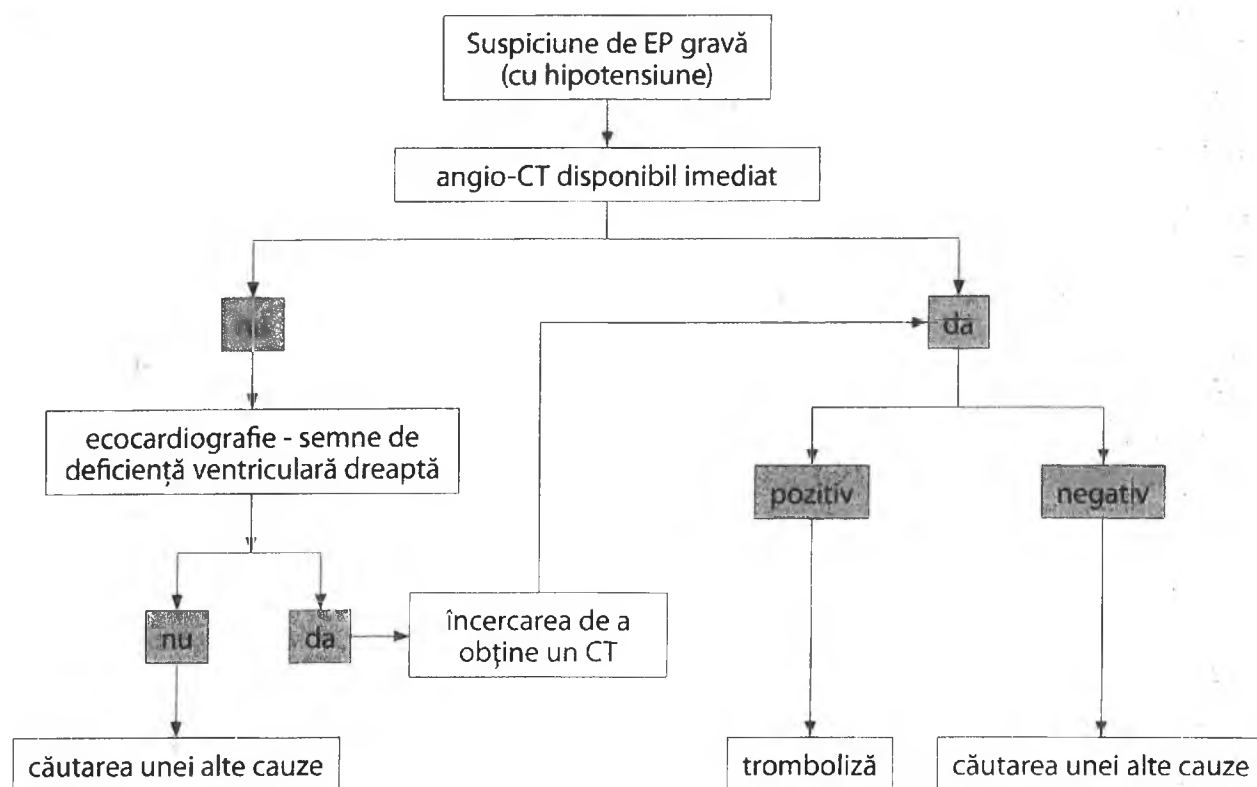 Suspiciune de EP gravă
(cu hipotensiune)
angio-CT disponibil imediat
nu
da
ecocardiografie - semne de
deficiență ventriculară dreaptă
pozitiv
negativ
nu
da
încercarea de a
obține un CT
căutarea unei alte cauze
tromboliză
căutarea unei alte cauze